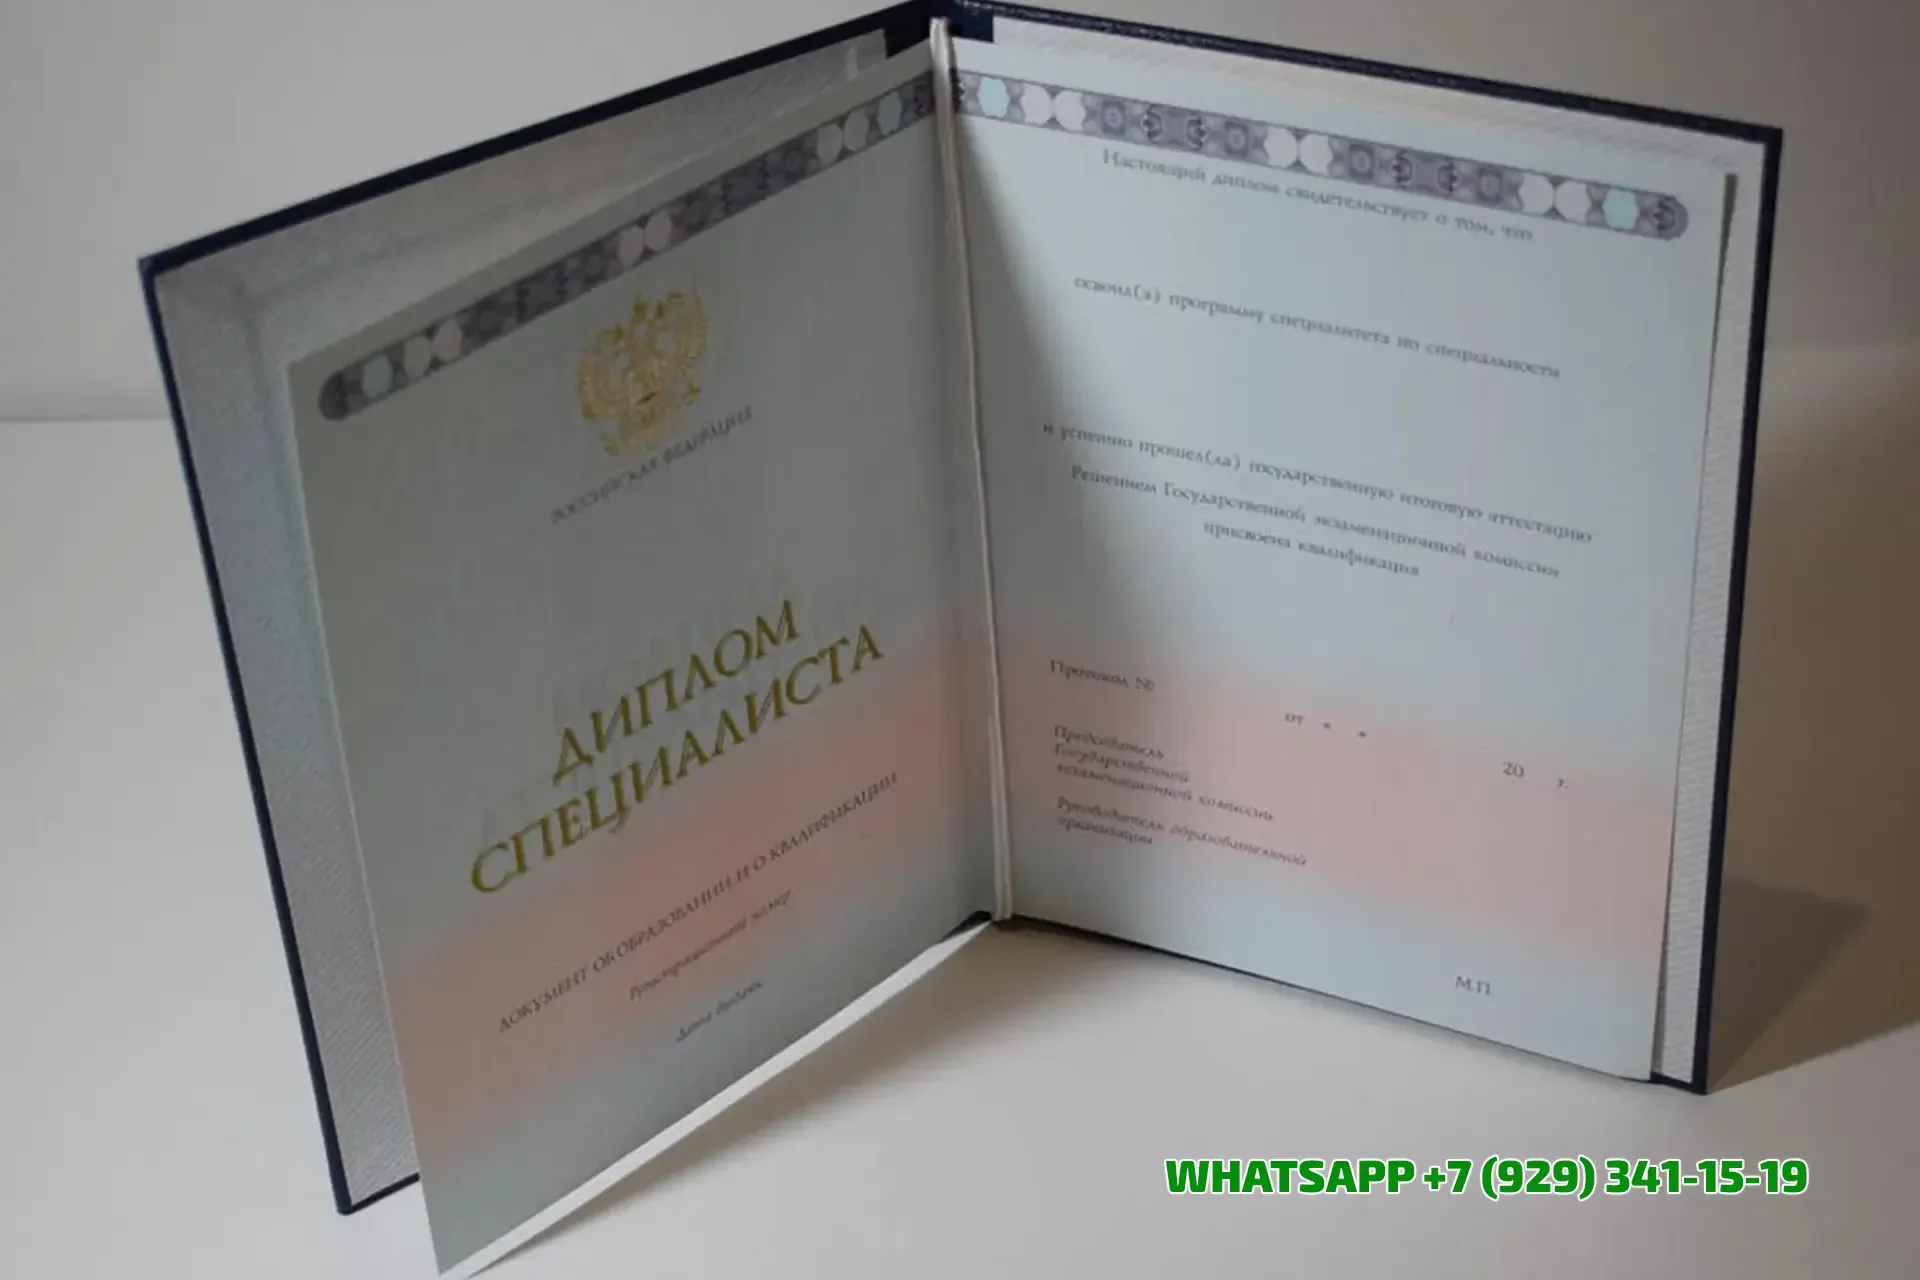 РОССИЙСКАЯ ФЕДЕРАЦИЯ
ДИПЛОМ
СПЕЦИАЛИСТА
ДОКУМЕНТ ОБ ОБРАЗОВАНИИ И О КВАЛИФИКАЦИИ
Регистрационный номер
Дата выдачи
Настоящий диплом свидетельствует о том, что
освоил(а) программу специалитета по специальности
и успешно прошел(ла) государственную итоговую аттестацию
Решением Государственной экзаменационной комиссии
присвоена квалификация
Протокол №
от « »
20 г.
Председатель
Государственной
экзаменационной комиссии
Руководитель образовательной
организации
М.П.
WHATSAPP +7 (929) 341-15-19